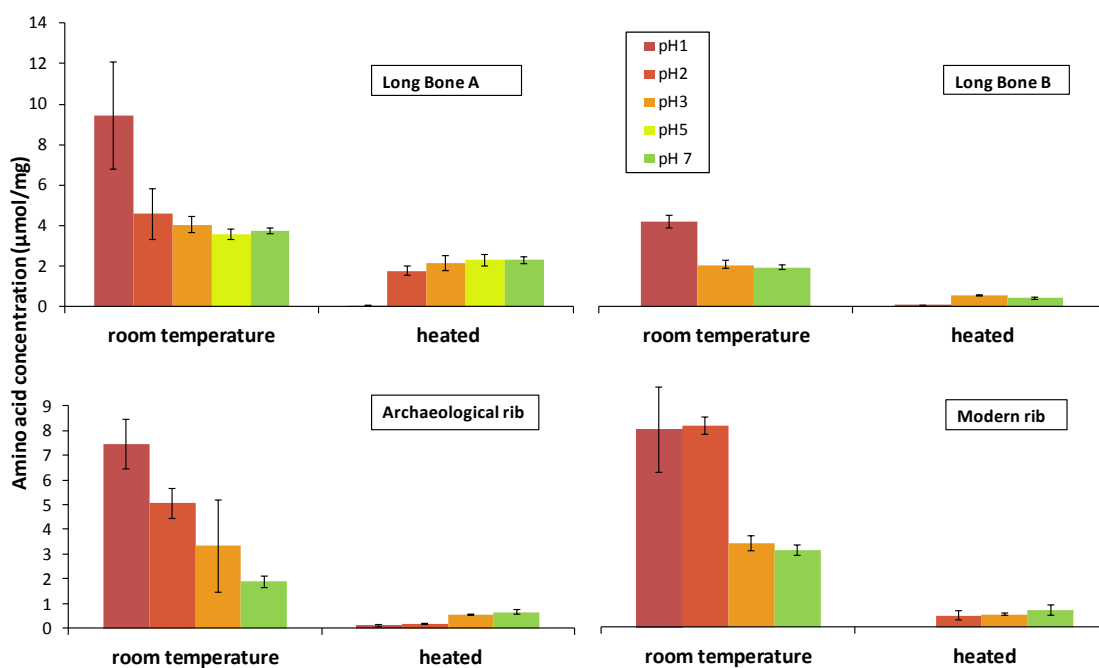 14
12
10
8
6
4
2
0
Long Bone A
room temperature
heated
pH1
pH2
pH3
pH5
pH 7
Long Bone B
room temperature
heated
Amino acid concentration (µmol/mg)
9
8
7
6
5
4
3
2
1
0
Archaeological rib
room temperature
heated
Modern rib
room temperature
heated